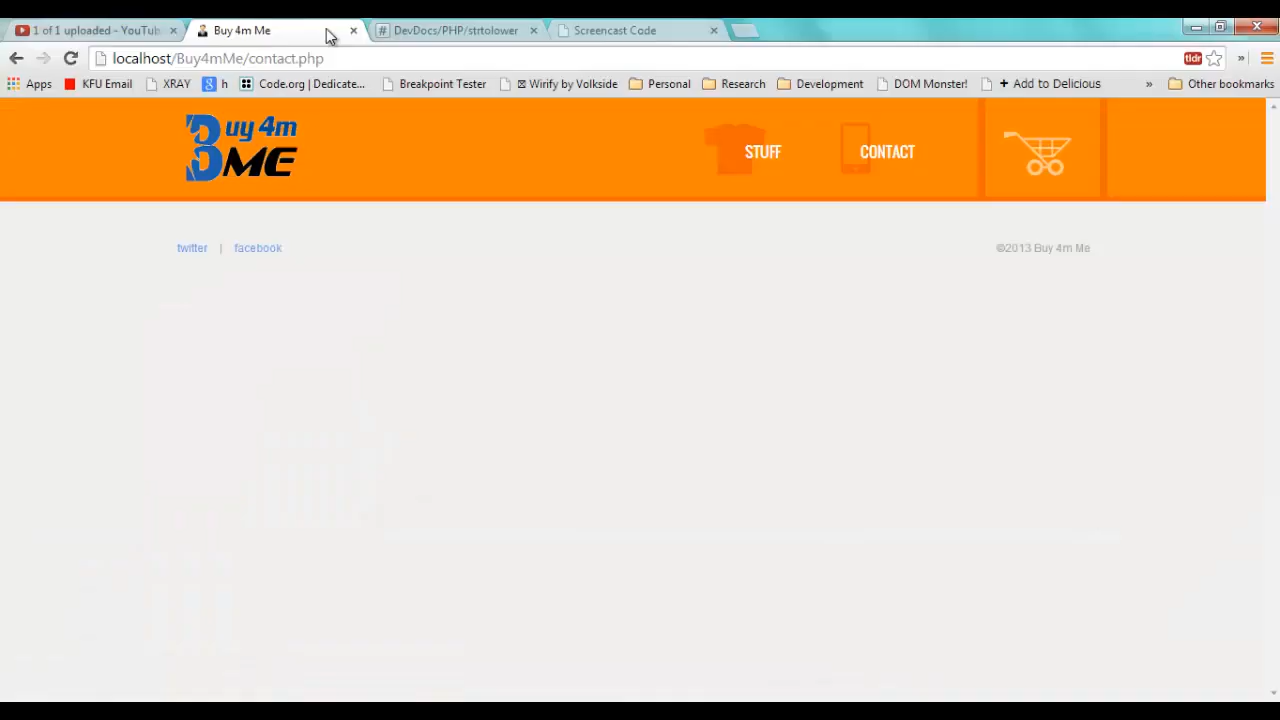 1 of 1 uploaded - YouTub
Buy 4m Me
DevDocs/PHP/strtolower
Screencast Code
localhost/Buy4mMe/contact.php
tldr
»
Apps
KFU Email
XRAY
g h
Code.org | Dedicate...
Breakpoint Tester
☒ Wirify by Volkside
Personal
Research
Development
DOM Monster!
+ Add to Delicious
»
Other bookmarks
Buy 4m
ME
STUFF
CONTACT
twitter | facebook
©2013 Buy 4m Me